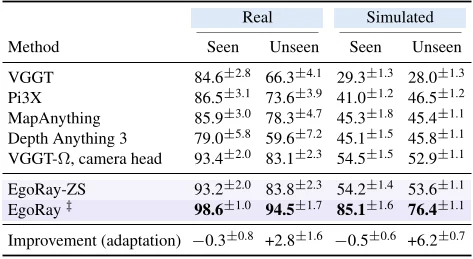 Real Simulated
Method Seen Unseen Seen Unseen
VGGT 84.6±2.8 66.3±4.1 29.3±1.3 28.0±1.3
Pi3X 86.5±3.1 73.6±3.9 41.0±1.2 46.5±1.2
MapAnything 85.9±3.0 78.3±4.7 45.3±1.8 45.4±1.1
Depth Anything 3 79.0±5.8 59.6±7.2 45.1±1.5 45.8±1.1
VGGT-Ω, camera head 93.4±2.0 83.1±2.3 54.5±1.5 52.9±1.1
EgoRay-ZS 93.2±2.0 83.8±2.3 54.2±1.4 53.6±1.1
EgoRay ‡ 98.6±1.0 94.5±1.7 85.1±1.6 76.4±1.1
Improvement (adaptation) −0.3±0.8 +2.8±1.6 −0.5±0.6 +6.2±0.7